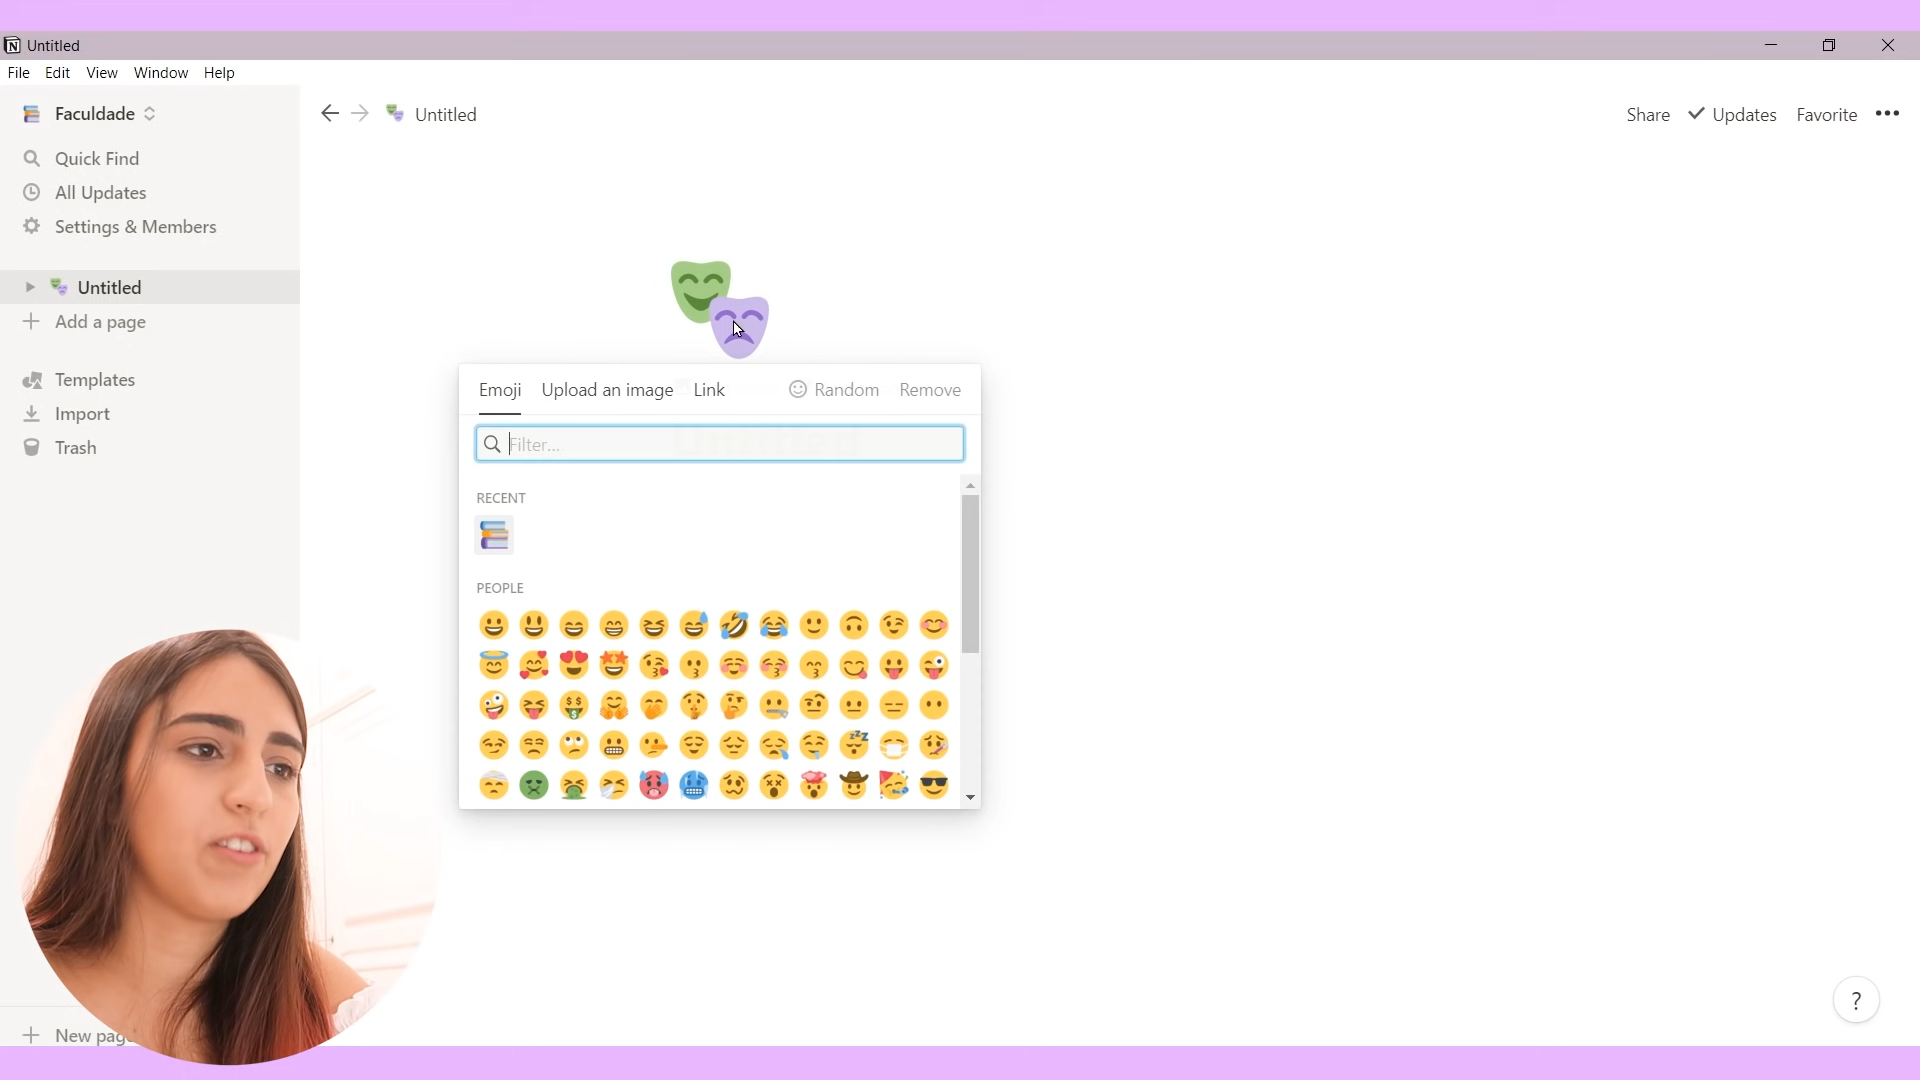 Untitled
File Edit View Window Help
Faculdade
Untitled
Share Updates Favorite
Quick Find
All Updates
Settings & Members
Untitled
Add a page
Templates
Import
Trash
Emoji Upload an image Link Random Remove
Filter...
RECENT
PEOPLE
?
New page